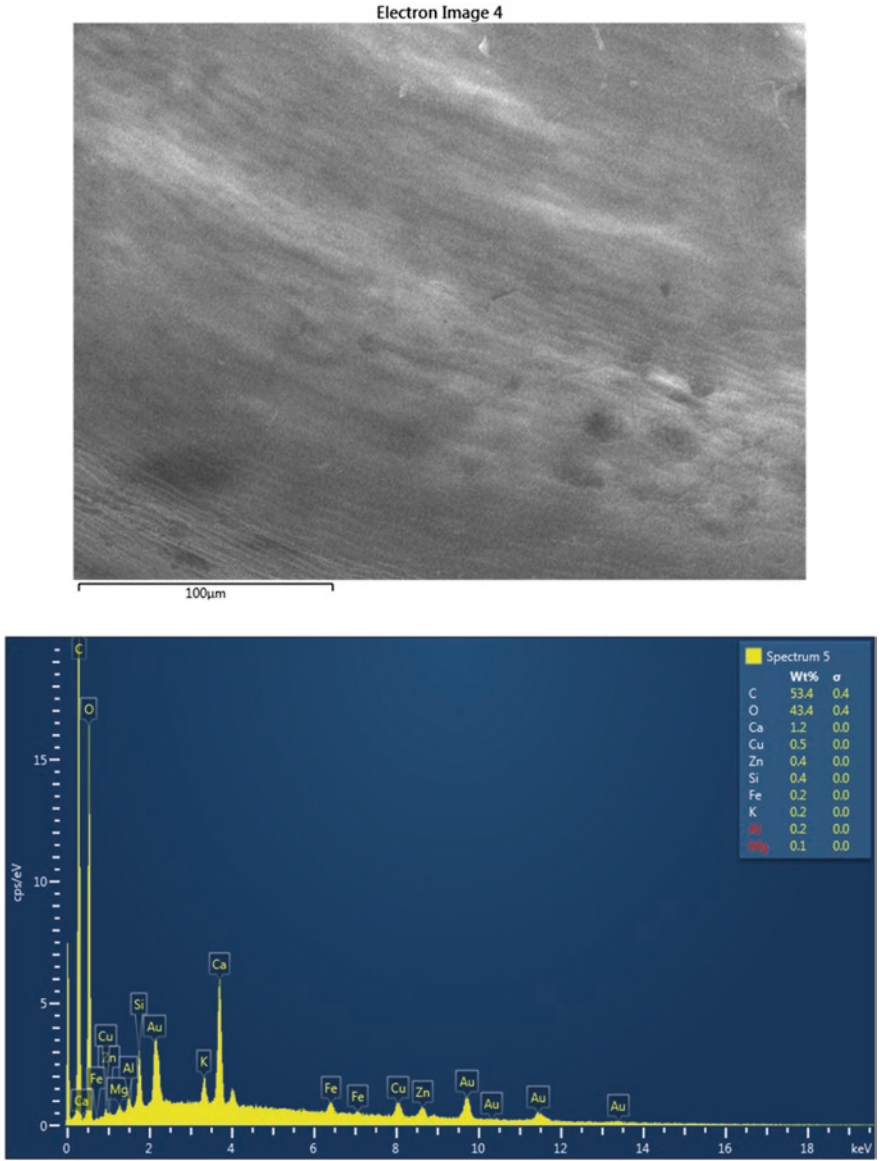 Electron Image 4
100µm
Spectrum 5
Wt% σ
C 53.4 0.4
O 43.4 0.4
Ca 1.2 0.0
Cu 0.5 0.0
Zn 0.4 0.0
Si 0.4 0.0
Fe 0.2 0.0
K 0.2 0.0
Al 0.2 0.0
Mg 0.1 0.0
C
O
Ca
Si
Cu
Au
Zn
Al
K
Fe
Mg
Ca
Fe
Fe
Cu
Zn
Au
Au
Au
Au
cps/eV
15
10
5
0
0 2 4 6 8 10 12 14 16 18 keV